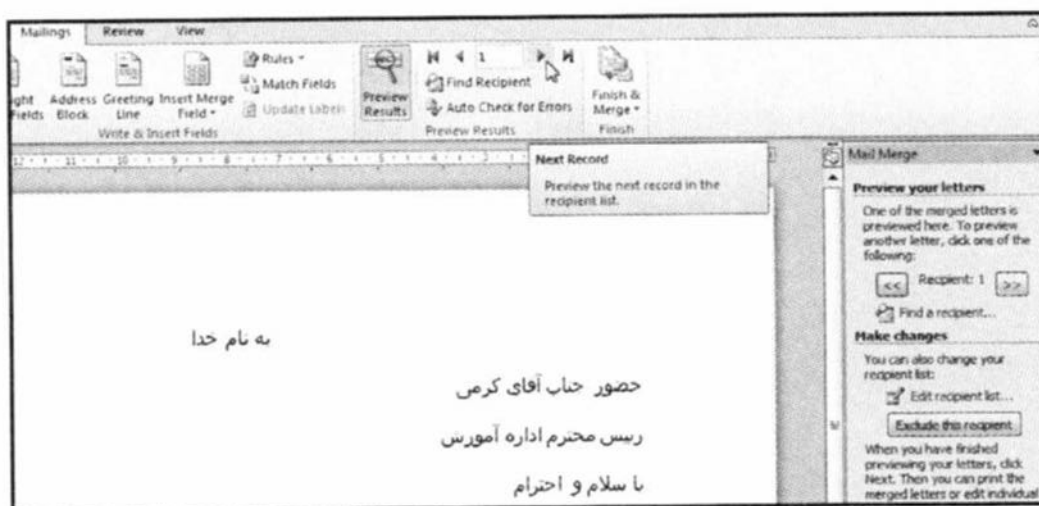 Mailings Review View
Rules
Match Fields
Update Labels
Address Block
Greeting Line
Insert Merge Field
Write & Insert Fields
Preview Results
1
Find Recipient
Auto Check for Errors
Preview Results
Finish & Merge
Finish
Next Record
Preview the next record in the
recipient list.
Mail Merge
Preview your letters
One of the merged letters is
previewed here. To preview
another letter, click one of the
following:
<< Recipient: 1 >>
Find a recipient...
Make changes
You can also change your
recipient list:
Edit recipient list...
Exclude this recipient
When you have finished
previewing your letters, click
Next. Then you can print the
merged letters or edit individual
به نام خدا
حضور جناب آقای کرمی
رییس محترم اداره آموزش
با سلام و احترام